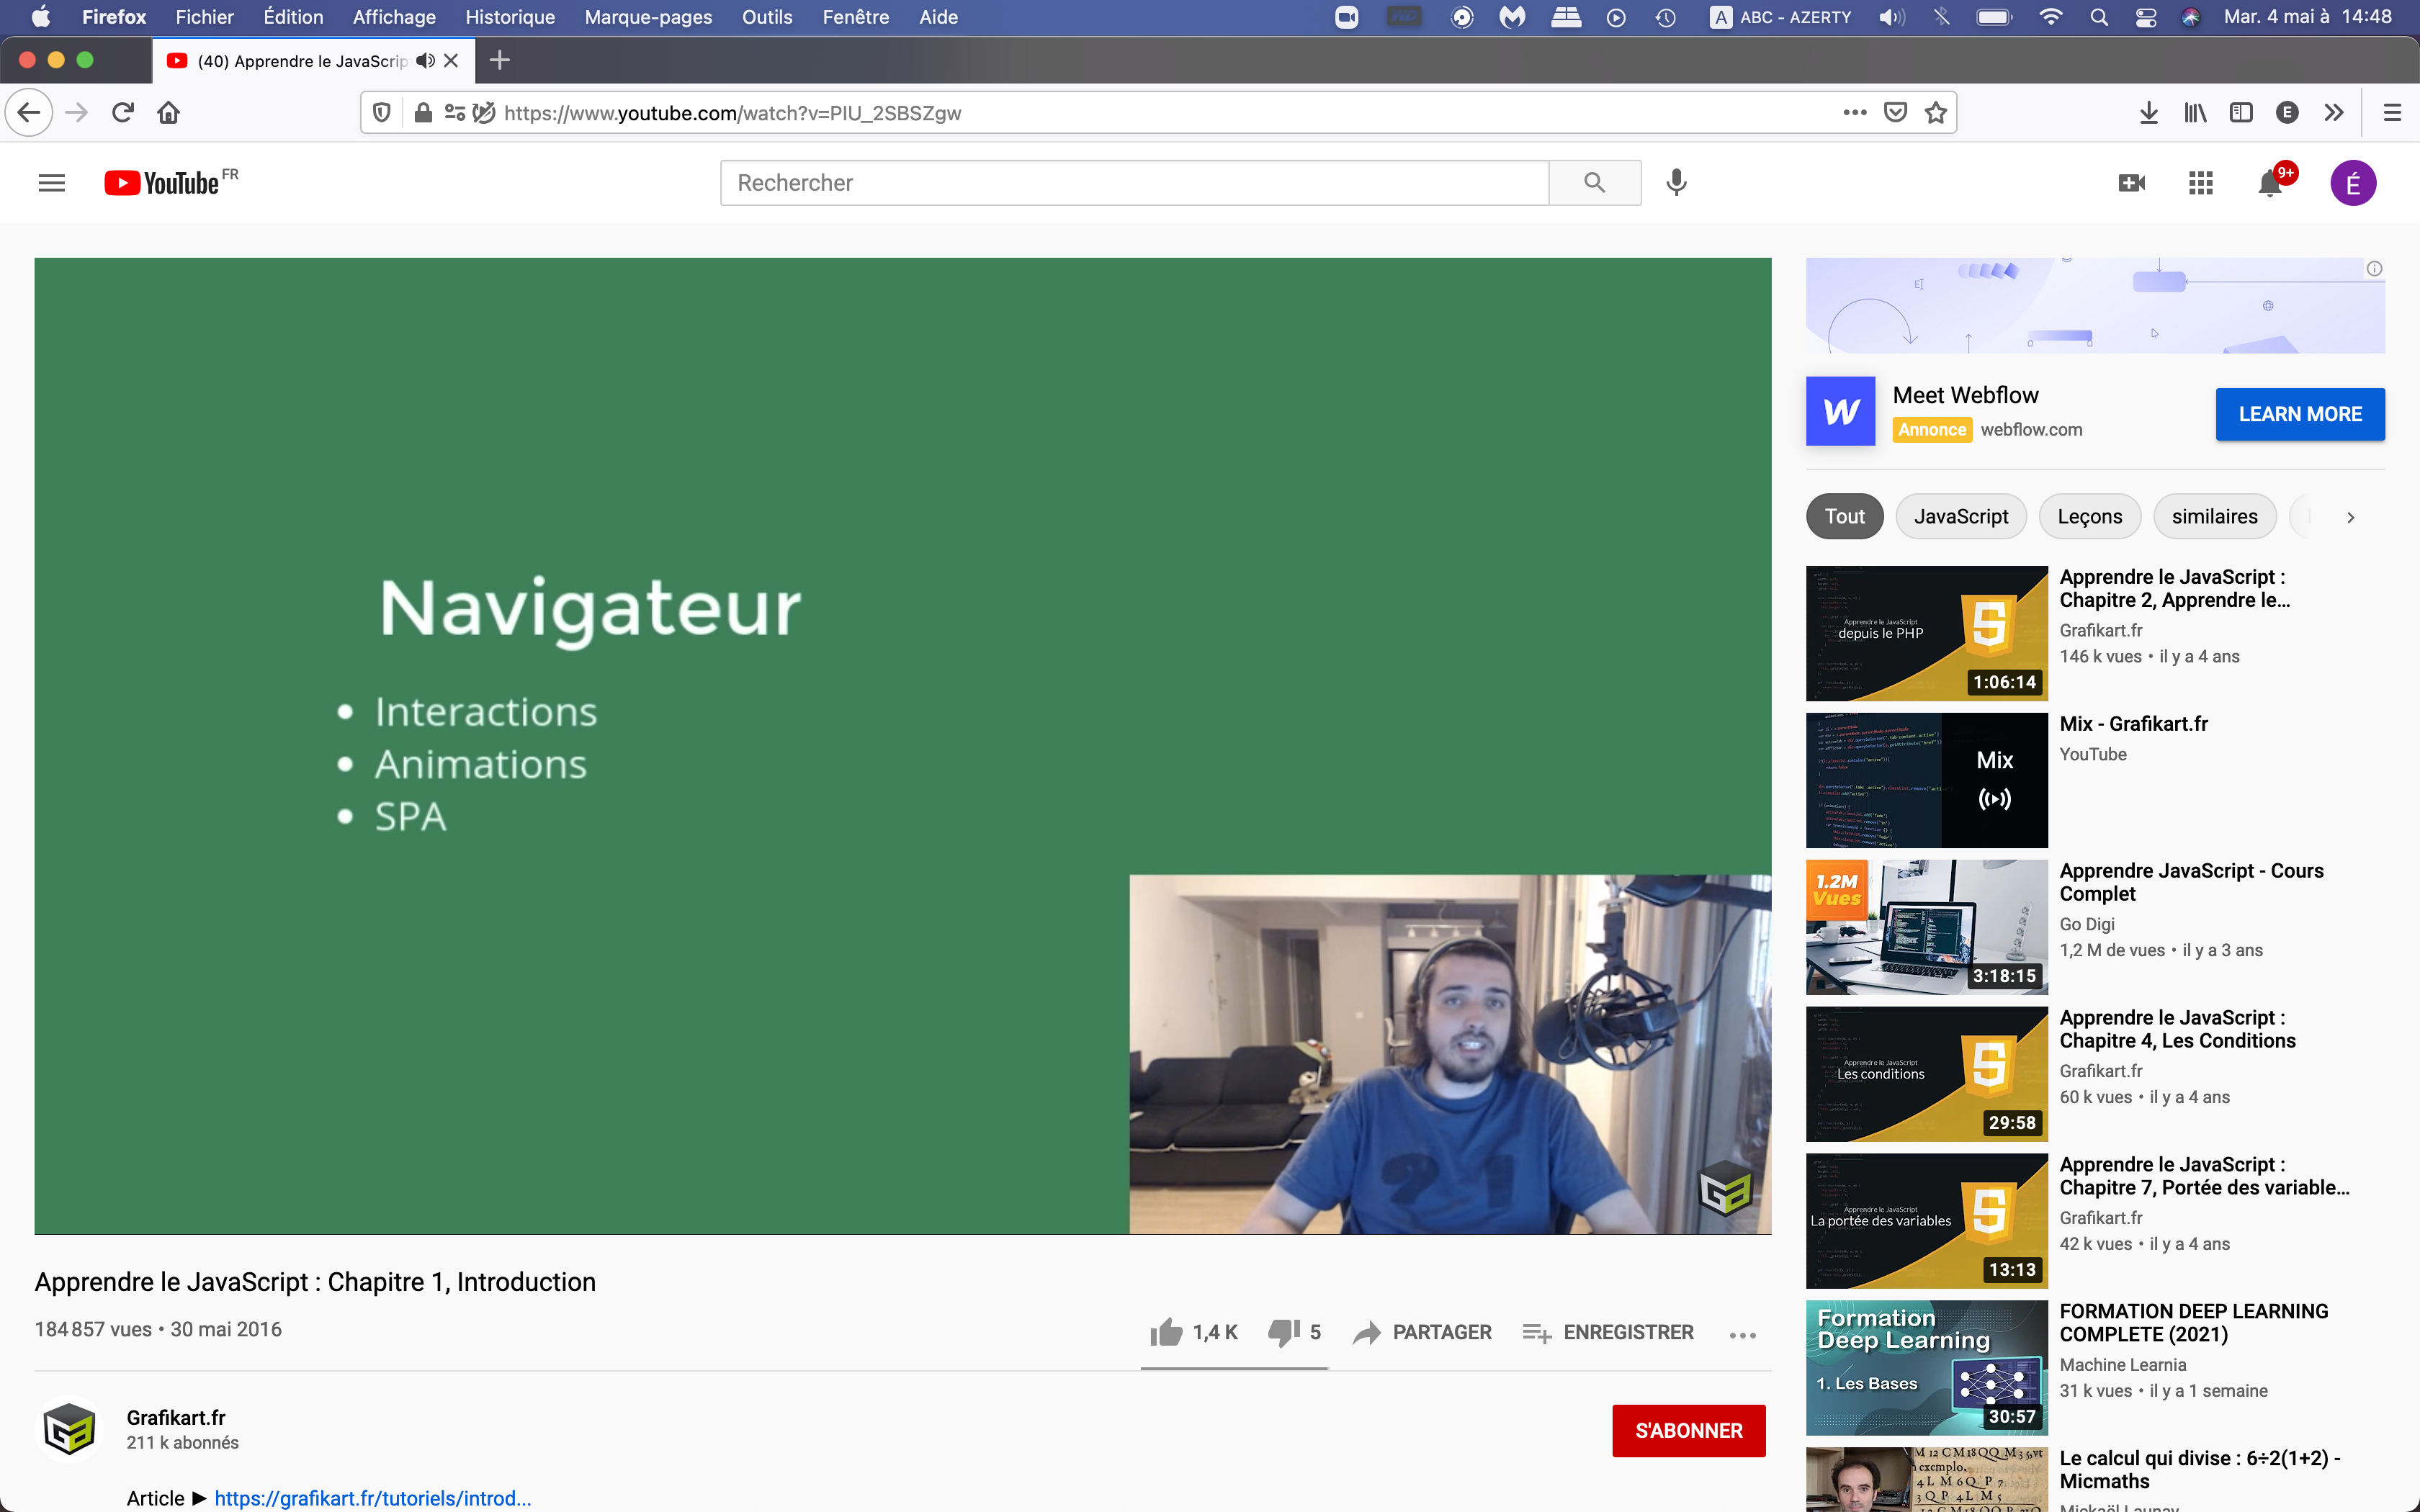 Firefox Fichier Édition Affichage Historique Marque-pages Outils Fenêtre Aide
A ABC - AZERTY Mar. 4 mai à 14:48
(40) Apprendre le JavaScrip
https://www.youtube.com/watch?v=PIU_2SBSZgw
E
YouTube FR
Rechercher
9+
É
Navigateur
• Interactions
• Animations
• SPA
21
Apprendre le JavaScript : Chapitre 1, Introduction
184 857 vues • 30 mai 2016
1,4 K 5 PARTAGER ENREGISTRER
Grafikart.fr
211 k abonnés
S'ABONNER
Article ► https://grafikart.fr/tutoriels/introd...
Meet Webflow
Annonce webflow.com
LEARN MORE
Tout JavaScript Leçons similaires
Apprendre le JavaScript
depuis le PHP
1:06:14
Apprendre le JavaScript :
Chapitre 2, Apprendre le...
Grafikart.fr
146 k vues • il y a 4 ans
Mix
Mix - Grafikart.fr
YouTube
1.2M
Vues
3:18:15
Apprendre JavaScript - Cours
Complet
Go Digi
1,2 M de vues • il y a 3 ans
Apprendre le JavaScript
Les conditions
29:58
Apprendre le JavaScript :
Chapitre 4, Les Conditions
Grafikart.fr
60 k vues • il y a 4 ans
Apprendre le JavaScript
La portée des variables
13:13
Apprendre le JavaScript :
Chapitre 7, Portée des variable...
Grafikart.fr
42 k vues • il y a 4 ans
Formation
Deep Learning
1. Les Bases
30:57
FORMATION DEEP LEARNING
COMPLETE (2021)
Machine Learnia
31 k vues • il y a 1 semaine
exemplo.
Le calcul qui divise : 6÷2(1+2) -
Micmaths
Mickaël Launay